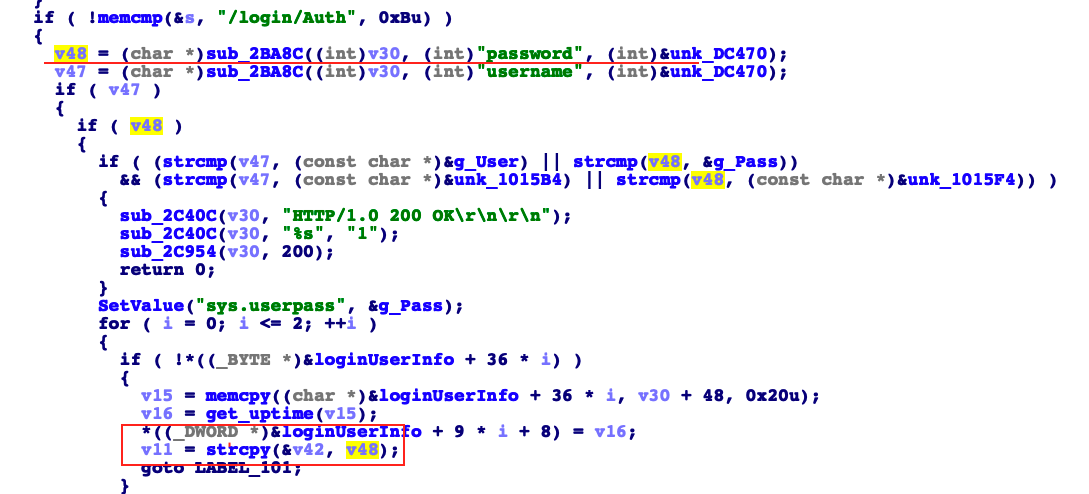 }
if ( !memcmp(&s, "/login/Auth", 0xBu) )
{
v48 = (char *)sub_2BA8C((int)v30, (int)"password", (int)&unk_DC470);
v47 = (char *)sub_2BA8C((int)v30, (int)"username", (int)&unk_DC470);
if ( v47 )
{
if ( v48 )
{
if ( (strcmp(v47, (const char *)&g_User) || strcmp(v48, &g_Pass))
&& (strcmp(v47, (const char *)&unk_1015B4) || strcmp(v48, (const char *)&unk_1015F4)) )
{
sub_2C40C(v30, "HTTP/1.0 200 OK\r\n\r\n");
sub_2C40C(v30, "%s", "1");
sub_2C954(v30, 200);
return 0;
}
SetValue("sys.userpass", &g_Pass);
for ( i = 0; i <= 2; ++i )
{
if ( !*((_BYTE *)&loginUserInfo + 36 * i) )
{
v15 = memcpy((char *)&loginUserInfo + 36 * i, v30 + 48, 0x20u);
v16 = get_uptime(v15);
*((_DWORD *)&loginUserInfo + 9 * i + 8) = v16;
v11 = strcpy(&v42, v48);
goto LABEL_101;
}